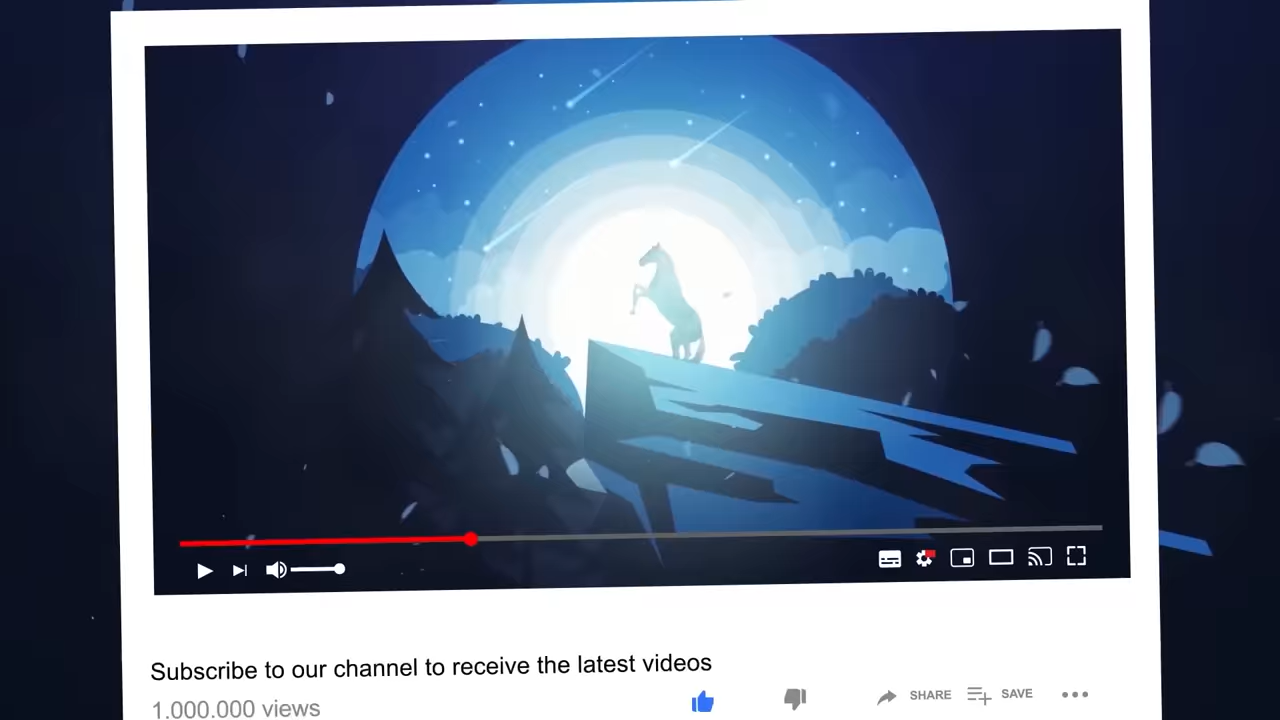 Subscribe to our channel to receive the latest videos
1.000.000 views
SHARE
SAVE